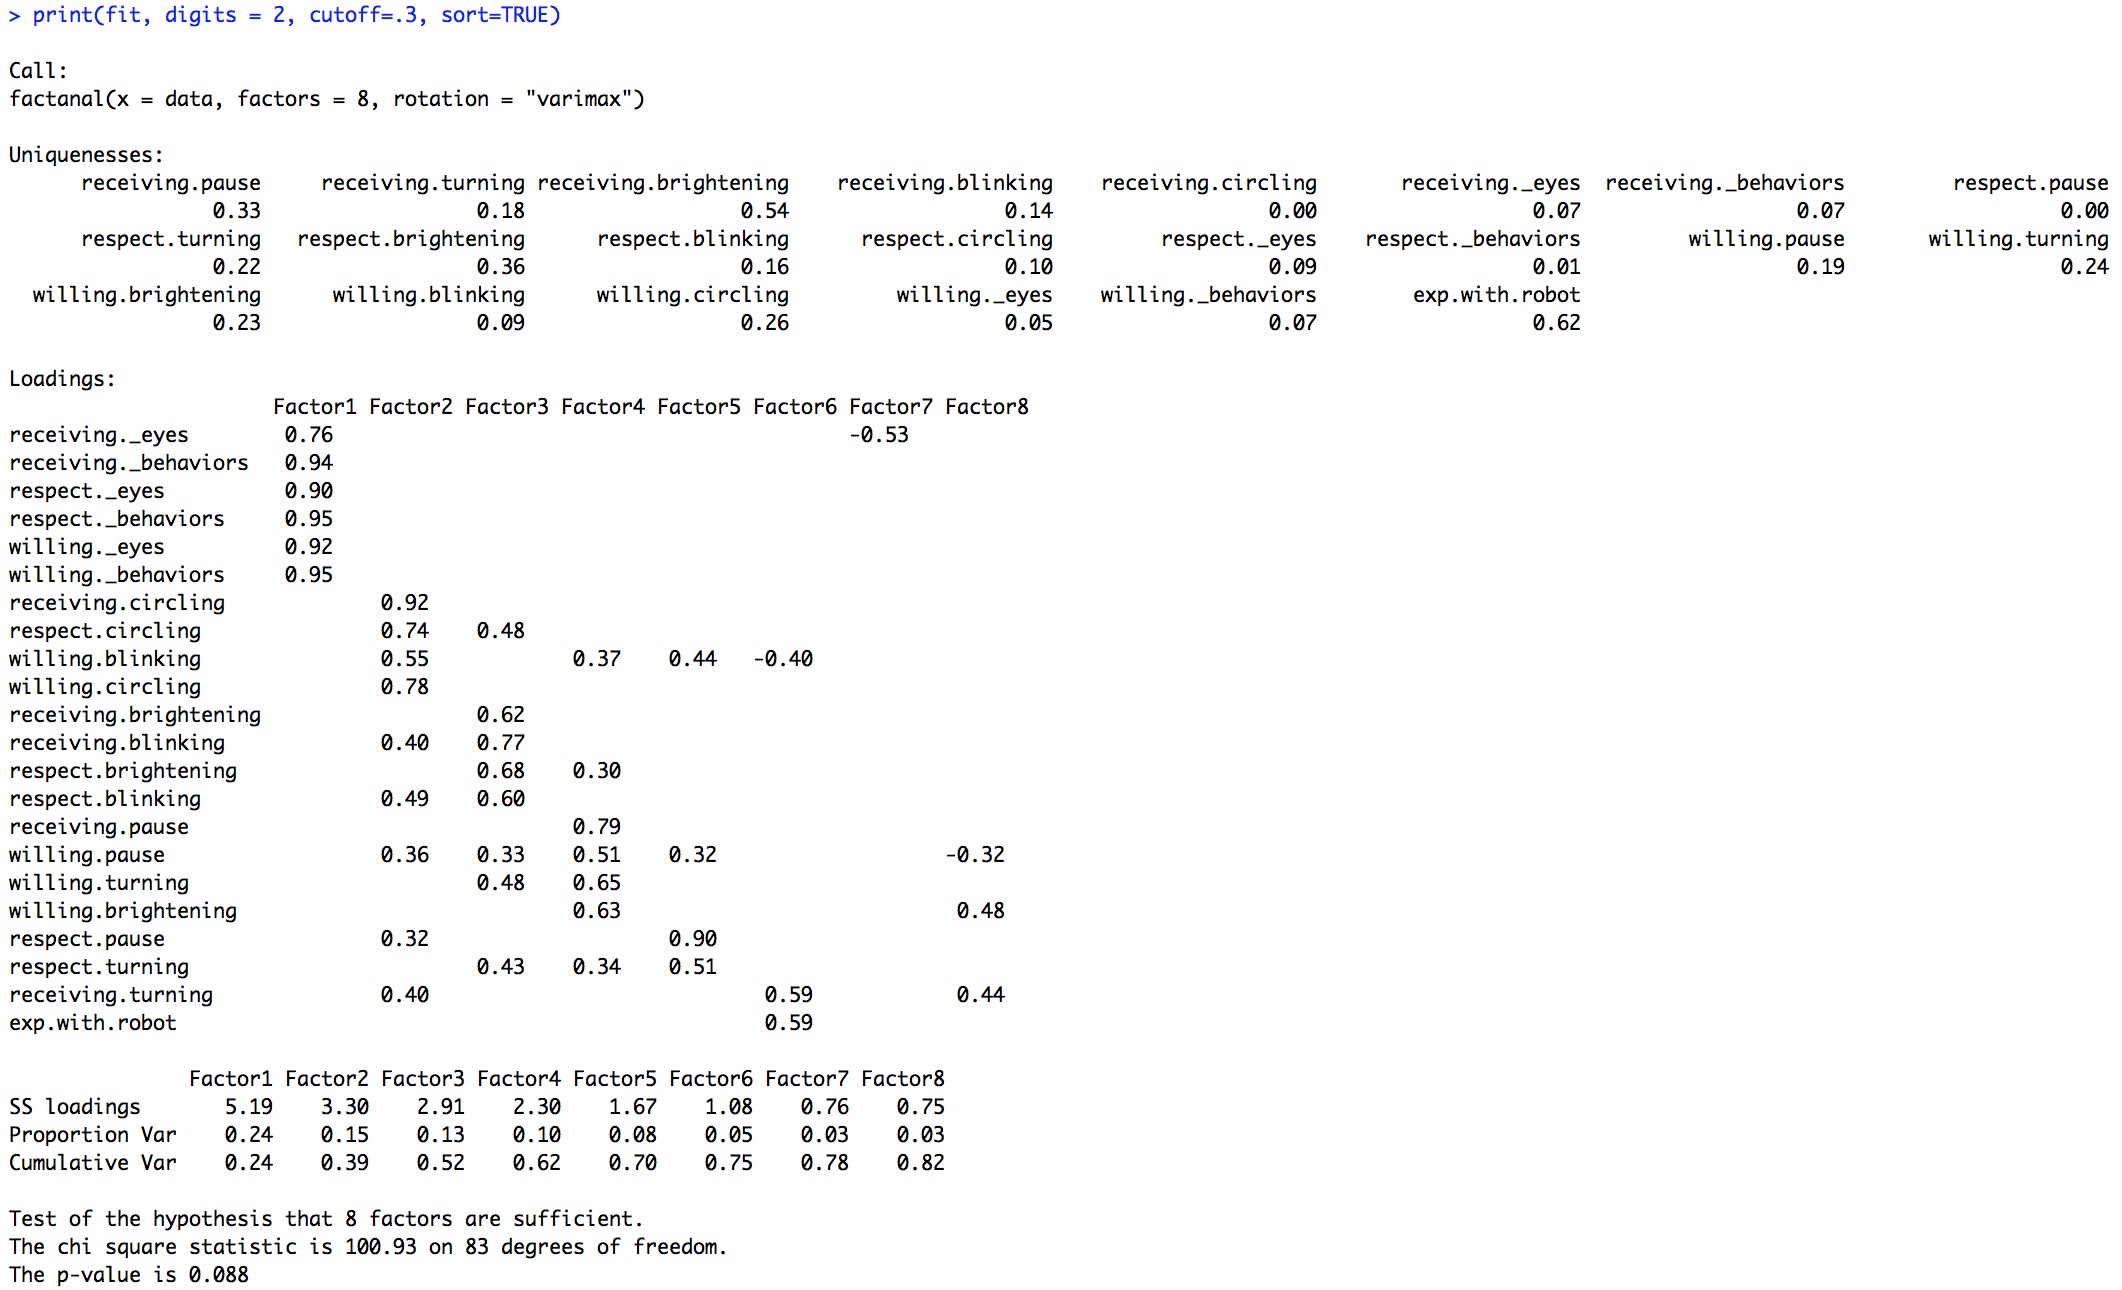 > print(fit, digits = 2, cutoff=.3, sort=TRUE)
Call:
factanal(x = data, factors = 8, rotation = "varimax")
Uniquenesses:
receiving.pause receiving.turning receiving.brightening receiving.blinking receiving.circling receiving._eyes receiving._behaviors respect.pause
0.33 0.18 0.54 0.14 0.00 0.07 0.07 0.00
respect.turning respect.brightening respect.blinking respect.circling respect._eyes respect._behaviors willing.pause willing.turning
0.22 0.36 0.16 0.10 0.09 0.01 0.19 0.24
willing.brightening willing.blinking willing.circling willing._eyes willing._behaviors exp.with.robot
0.23 0.09 0.26 0.05 0.07 0.62
Loadings:
Factor1 Factor2 Factor3 Factor4 Factor5 Factor6 Factor7 Factor8
receiving._eyes 0.76 -0.53
receiving._behaviors 0.94
respect._eyes 0.90
respect._behaviors 0.95
willing._eyes 0.92
willing._behaviors 0.95
receiving.circling 0.92
respect.circling 0.74 0.48
willing.blinking 0.55 0.37 0.44 -0.40
willing.circling 0.78
receiving.brightening 0.62
receiving.blinking 0.40 0.77
respect.brightening 0.68 0.30
respect.blinking 0.49 0.60
receiving.pause 0.79
willing.pause 0.36 0.33 0.51 0.32 -0.32
willing.turning 0.48 0.65
willing.brightening 0.63 0.48
respect.pause 0.32 0.90
respect.turning 0.43 0.34 0.51
receiving.turning 0.40 0.59 0.44
exp.with.robot 0.59
Factor1 Factor2 Factor3 Factor4 Factor5 Factor6 Factor7 Factor8
SS loadings 5.19 3.30 2.91 2.30 1.67 1.08 0.76 0.75
Proportion Var 0.24 0.15 0.13 0.10 0.08 0.05 0.03 0.03
Cumulative Var 0.24 0.39 0.52 0.62 0.70 0.75 0.78 0.82
Test of the hypothesis that 8 factors are sufficient.
The chi square statistic is 100.93 on 83 degrees of freedom.
The p-value is 0.088